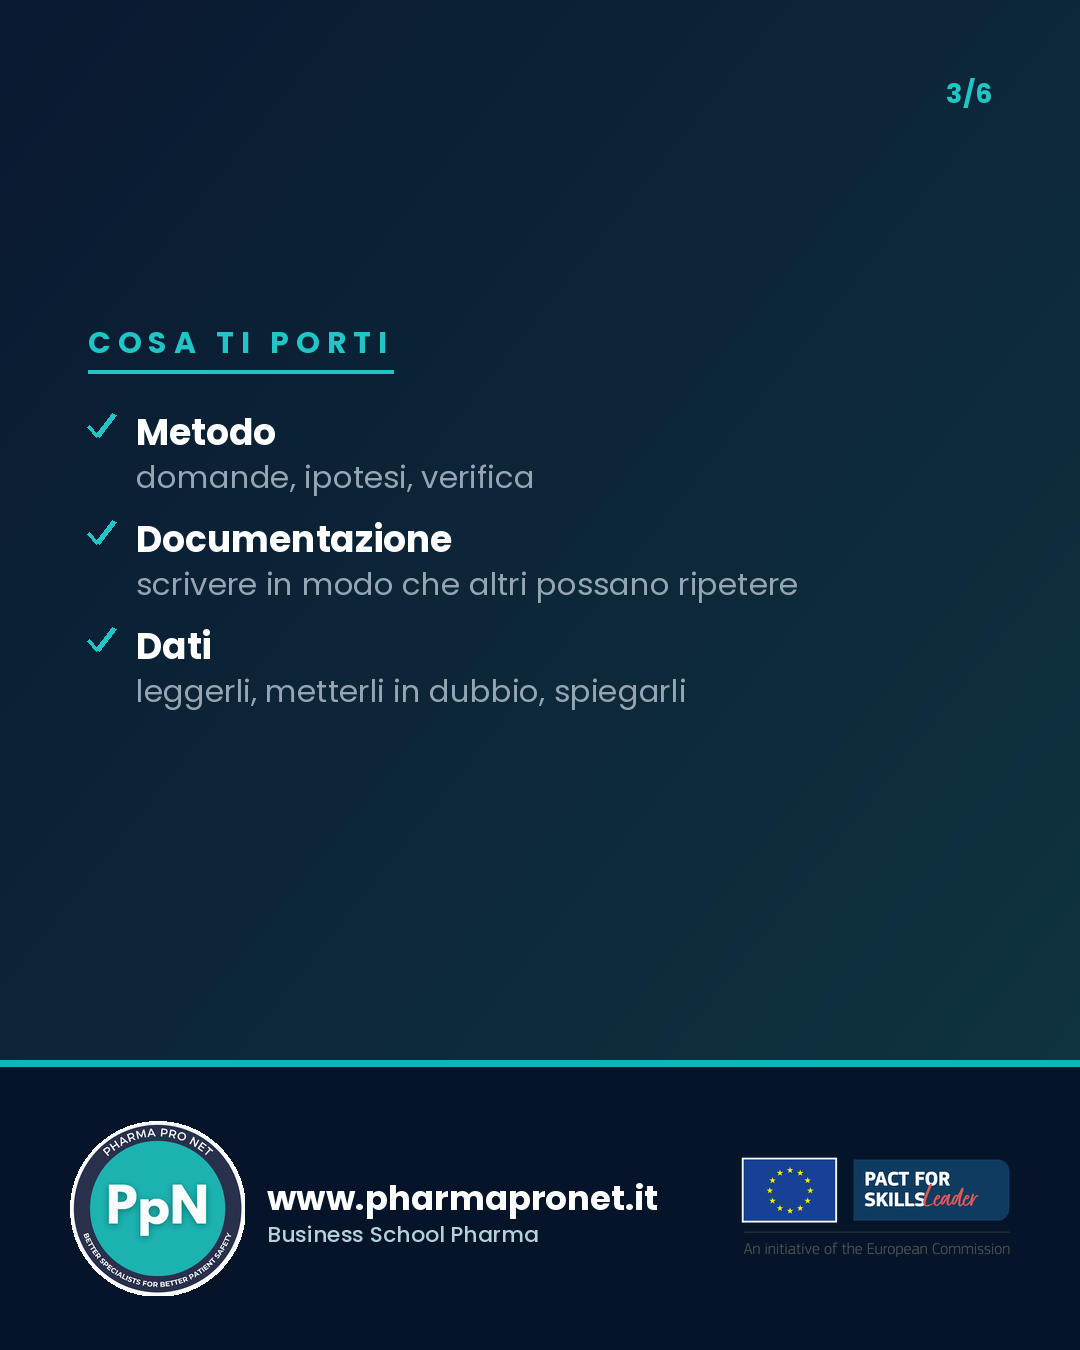 3/6
COSA TI PORTI
Metodo
domande, ipotesi, verifica
Documentazione
scrivere in modo che altri possano ripetere
Dati
leggerli, metterli in dubbio, spiegarli
PHARMA PRO NET
PpN
BETTER SPECIALISTS FOR BETTER PATIENT SAFETY
www.pharmapronet.it
Business School Pharma
PACT FOR
SKILLS Leader
An initiative of the European Commission